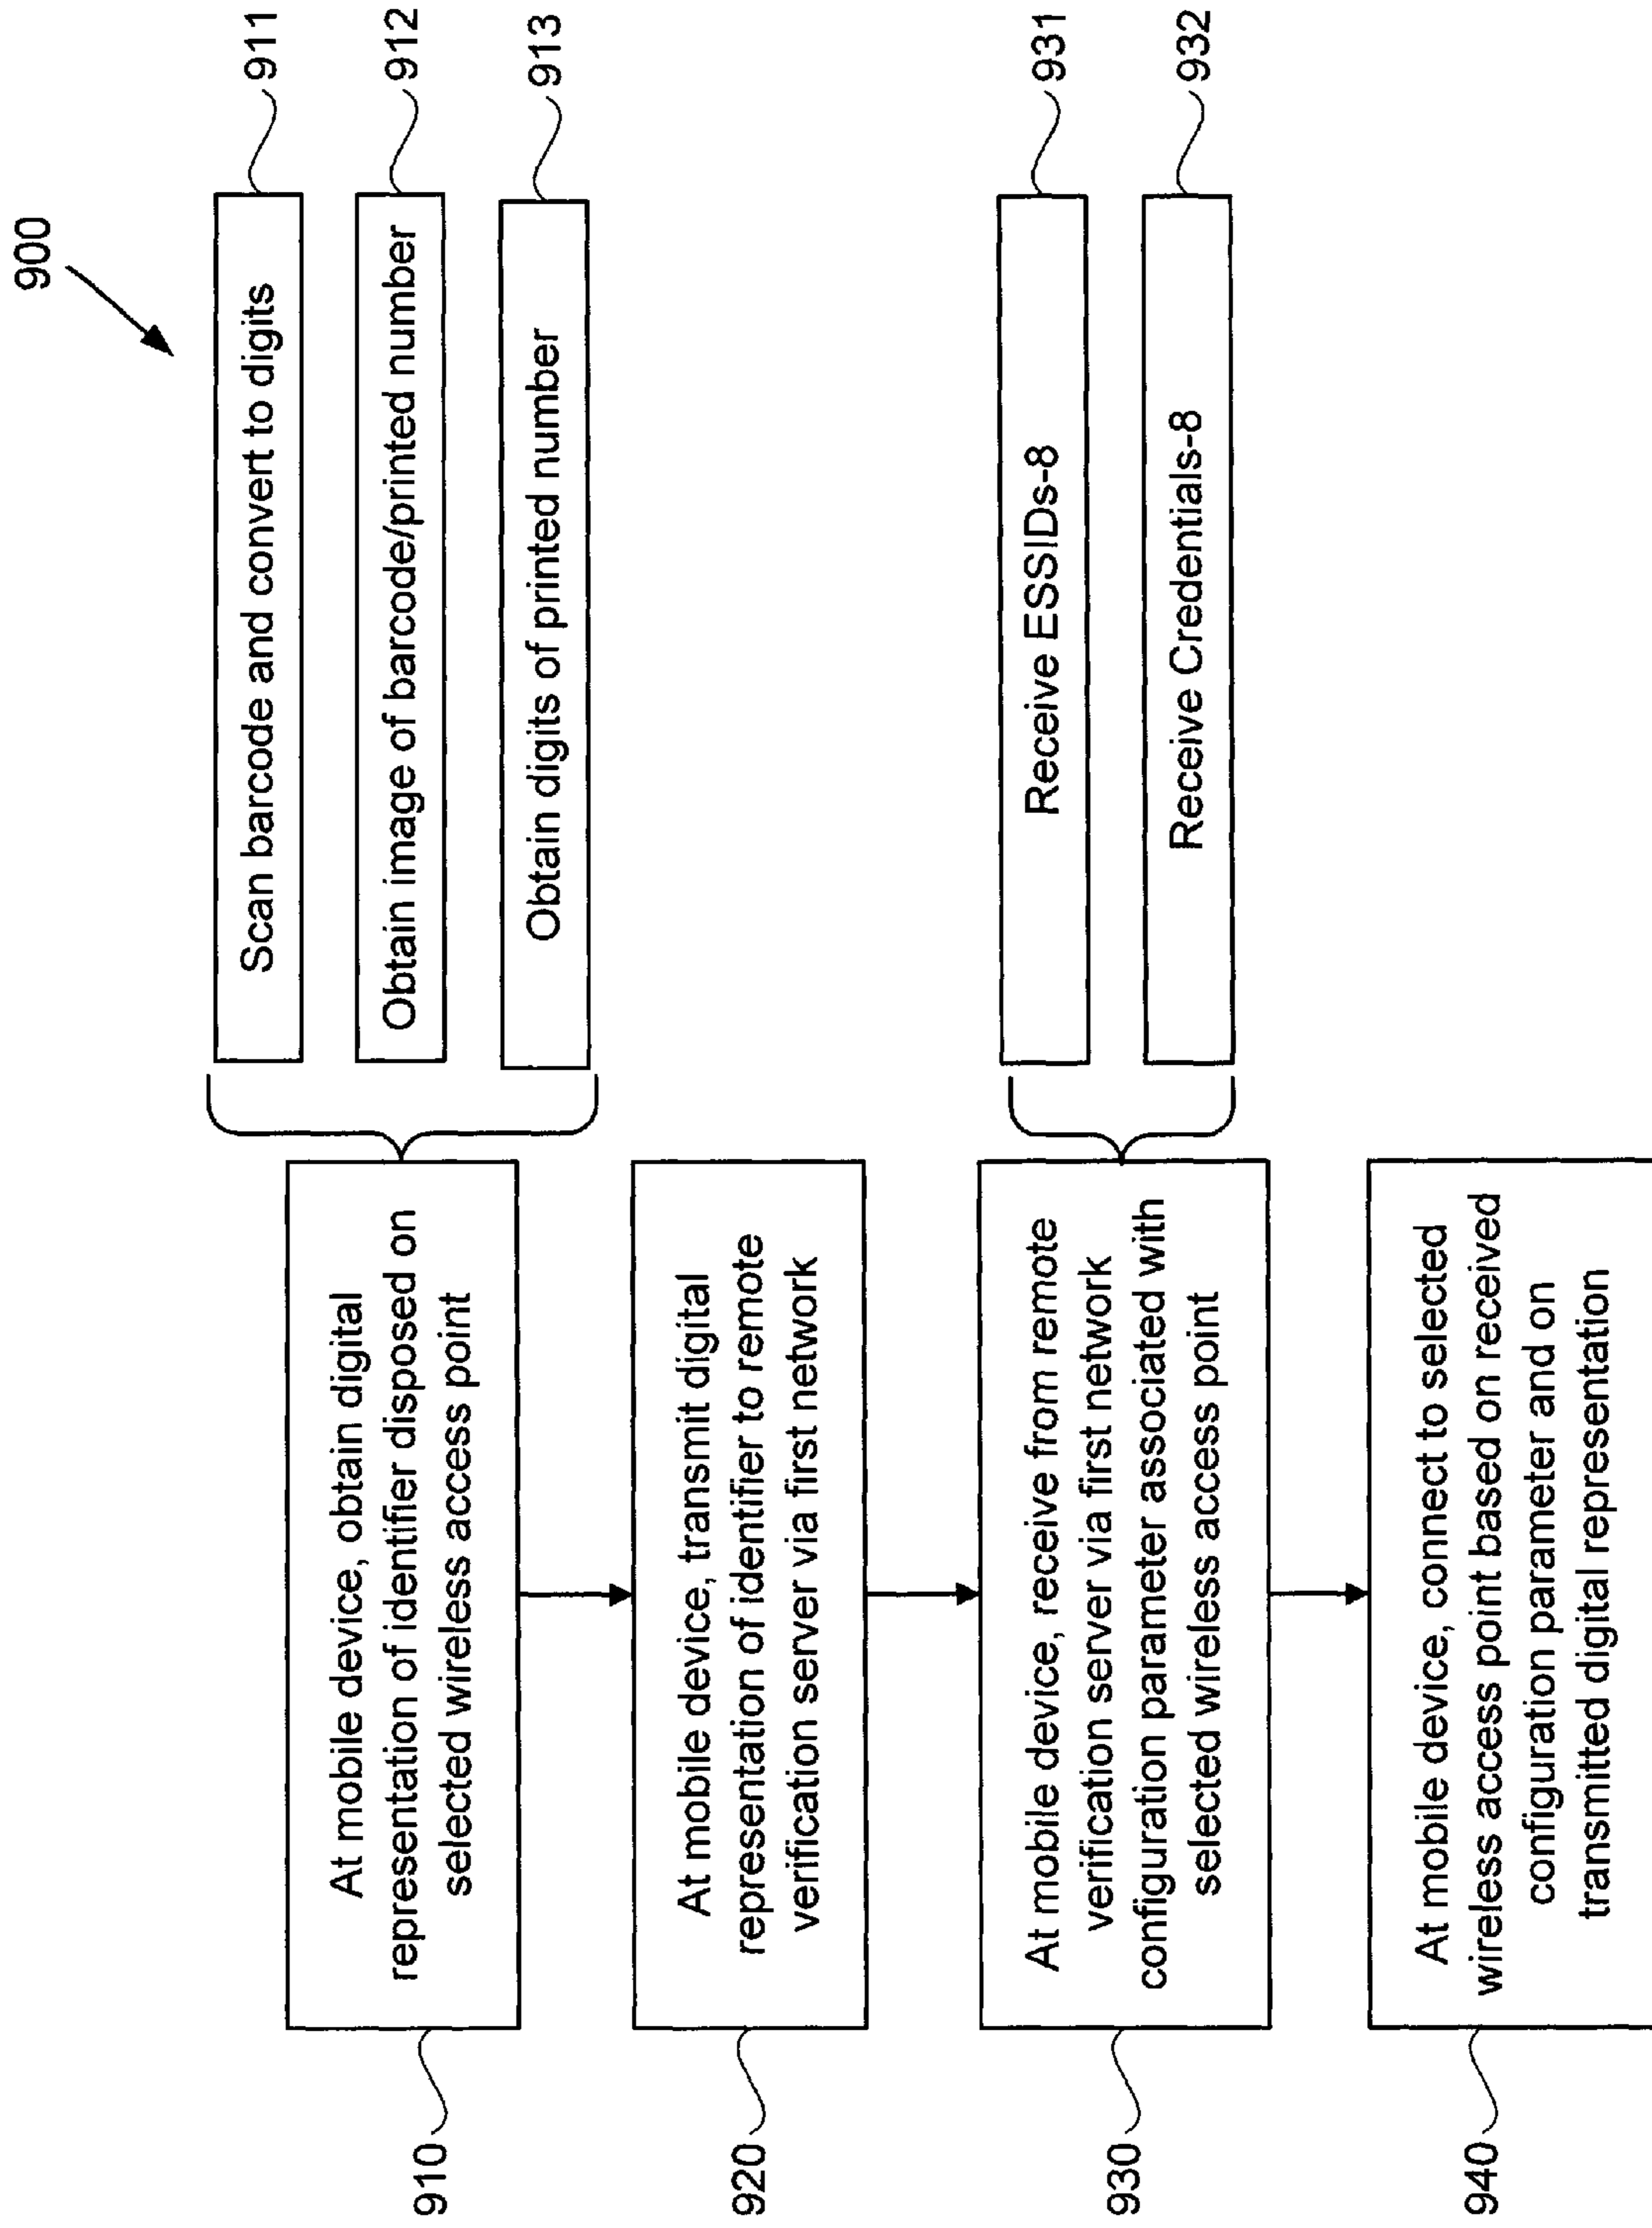 900
910
At mobile device, obtain digital
representation of identifier disposed on
selected wireless access point
Scan barcode and convert to digits
911
Obtain image of barcode/printed number
912
Obtain digits of printed number
913
920
At mobile device, transmit digital
representation of identifier to remote
verification server via first network
930
At mobile device, receive from remote
verification server via first network
configuration parameter associated with
selected wireless access point
Receive ESSIDs-8
931
Receive Credentials-8
932
940
At mobile device, connect to selected
wireless access point based on received
configuration parameter and on
transmitted digital representation